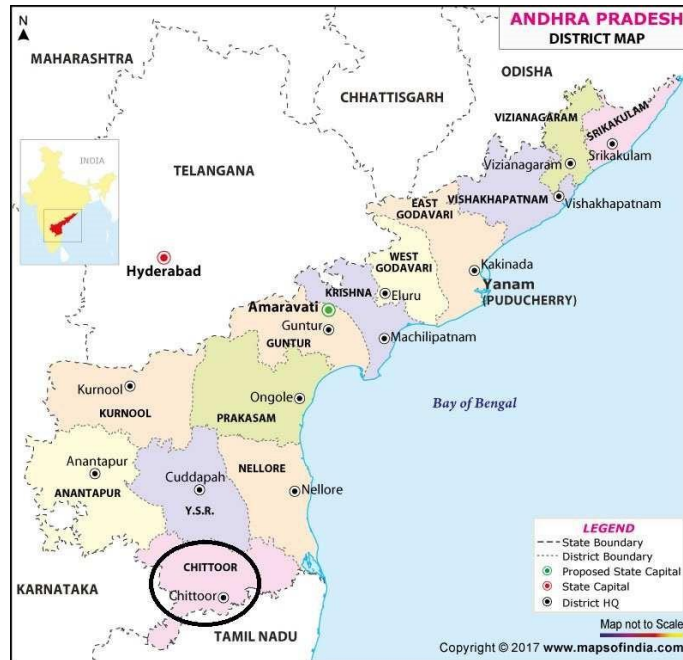 N
ANDHRA PRADESH
DISTRICT MAP
MAHARASHTRA
ODISHA
CHHATTISGARH
VIZIANAGARAM
SRIKAKULAM
Srikakulam
INDIA
TELANGANA
Vizianagaram
EAST
GODAVARI
VISHAKHAPATNAM
Vishakhapatnam
WEST
GODAVARI
Hyderabad
Kakinada
Yanam
(PUDUCHERRY)
KRISHNA
Eluru
Amaravati
Guntur
GUNTUR
Machilipatnam
Kurnool
KURNOOL
Ongole
PRAKASAM
Bay of Bengal
Anantapur
ANANTAPUR
Cuddapah
Y.S.R.
NELLORE
Nellore
CHITTOOR
Chittoor
KARNATAKA
TAMIL NADU
LEGEND
State Boundary
District Boundary
Proposed State Capital
State Capital
District HQ
Map not to Scale
Copyright © 2017 www.mapsofindia.com